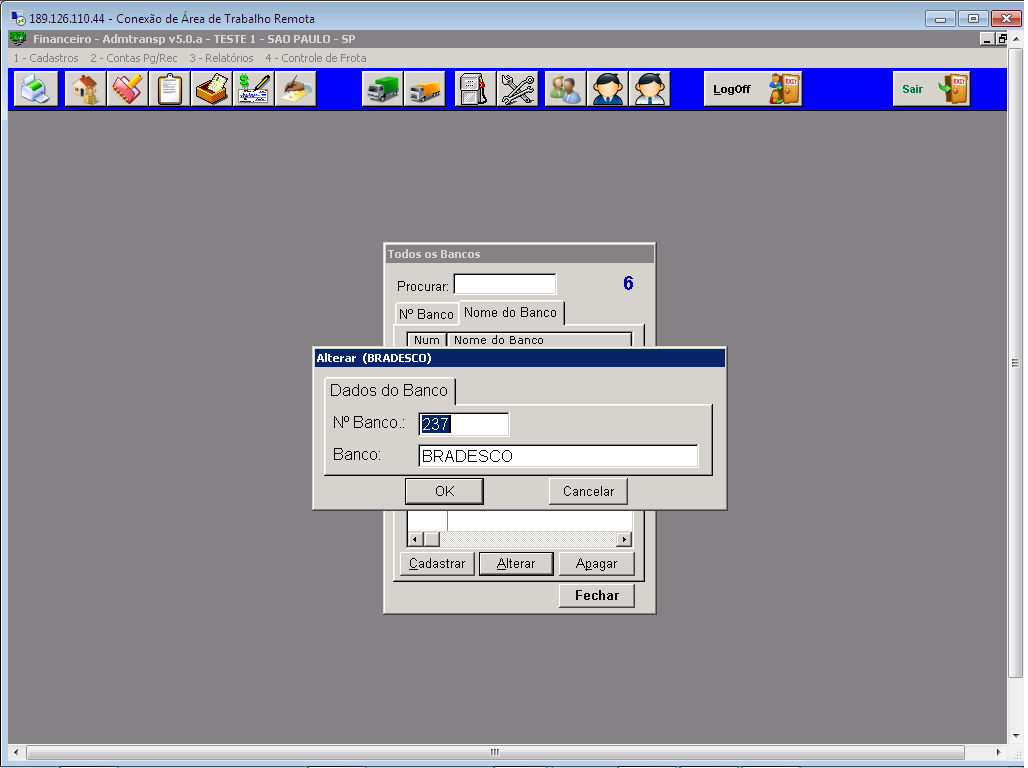 189.126.110.44 - Conexão de Área de Trabalho Remota
Financeiro - Admtransp v5.0.a - TESTE 1 - SAO PAULO - SP
1 - Cadastros 2 - Contas Pg/Rec 3 - Relatórios 4 - Controle de Frota
LogOff EXIT Sair EXIT
Todos os Bancos
Procurar: 6
Nº Banco Nome do Banco
Num Nome do Banco
Alterar (BRADESCO)
Dados do Banco
Nº Banco.: 237
Banco: BRADESCO
OK Cancelar
Cadastrar Alterar Apagar
Fechar